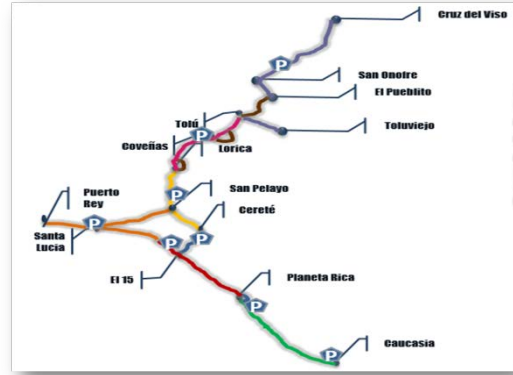 Cruz del Viso
P
San Onofre
El Pueblito
Tolú
P
Toluviejo
Coveñas
Lorica
P
San Pelayo
Puerto
Rey
Cereté
P
Santa
Lucia
P
P
El 15
Planeta Rica
P
Caucasia
P